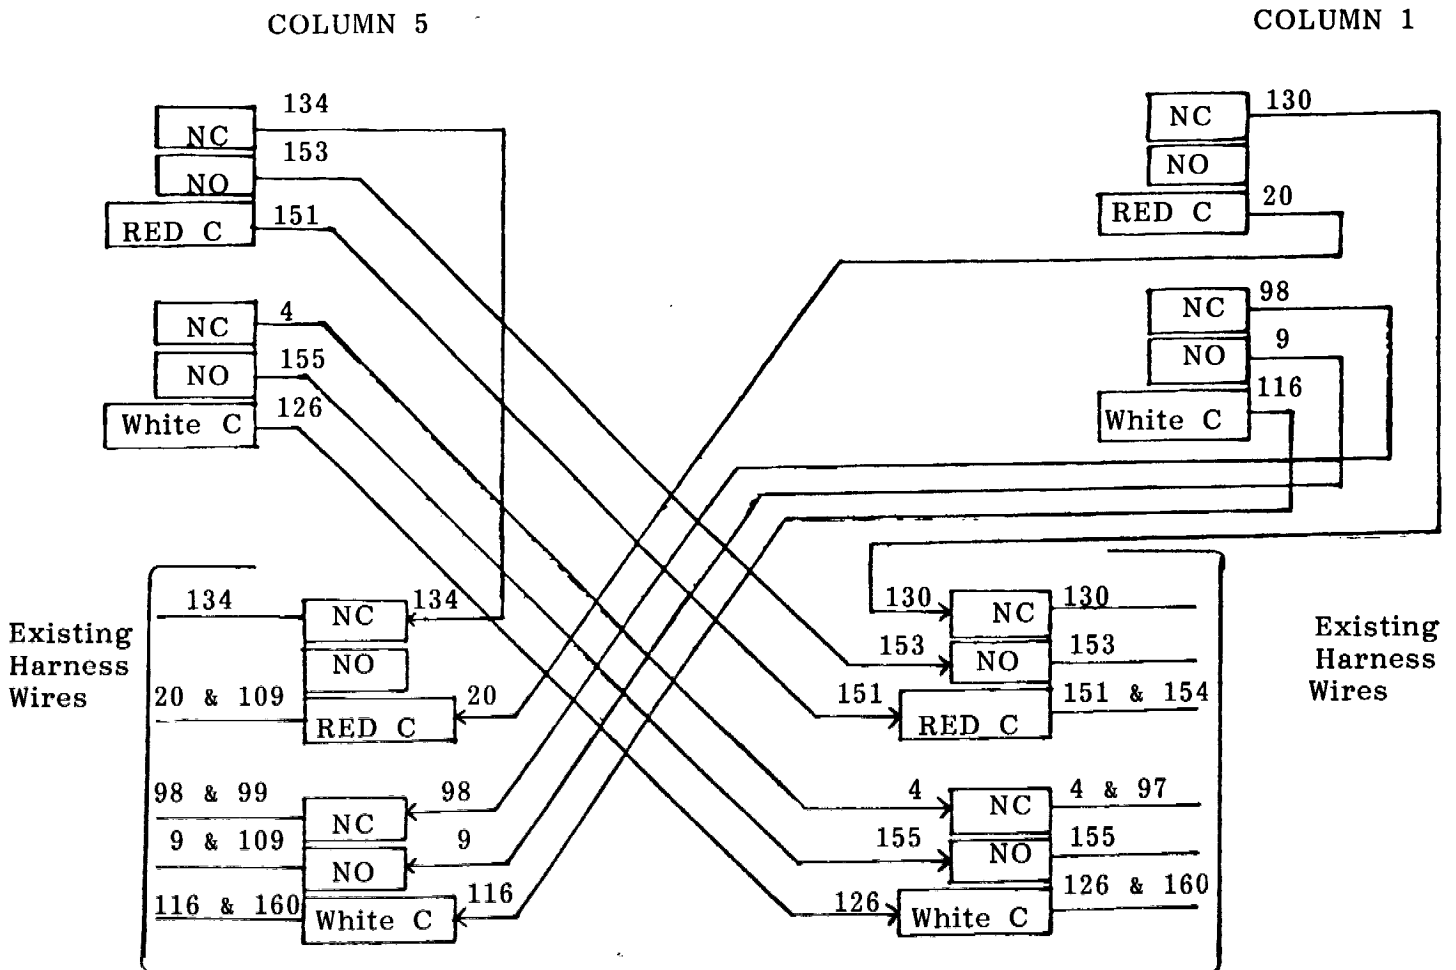 COLUMN 5
COLUMN 1
134
NC
153
NO
151
RED C
4
NC
155
NO
126
White C
130
NC
NO
20
RED C
98
NC
9
NO
116
White C
Existing
Harness
Wires
134
NC
134
NO
20 & 109
RED C
20
98 & 99
NC
98
9 & 109
NO
9
116 & 160
White C
116
130
NC
130
153
NO
153
151
RED C
151 & 154
4
NC
4 & 97
155
NO
155
126
White C
126 & 160
Existing
Harness
Wires